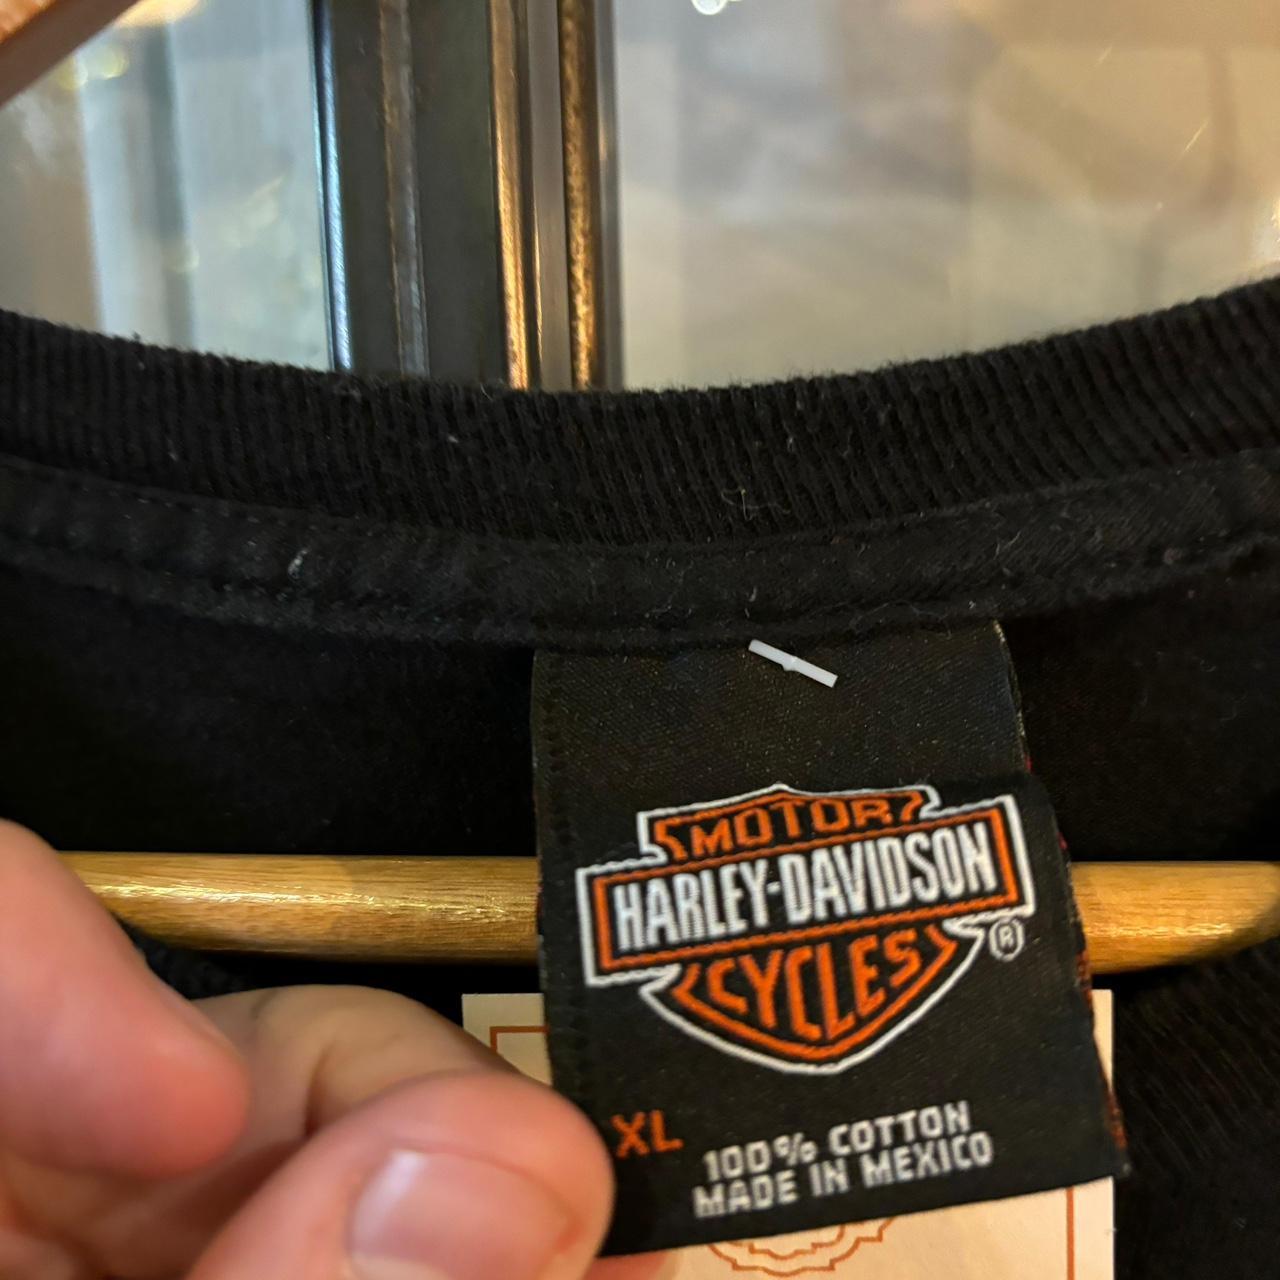 MOTOR
HARLEY-DAVIDSON
CYCLES
®
XL
100% COTTON
MADE IN MEXICO